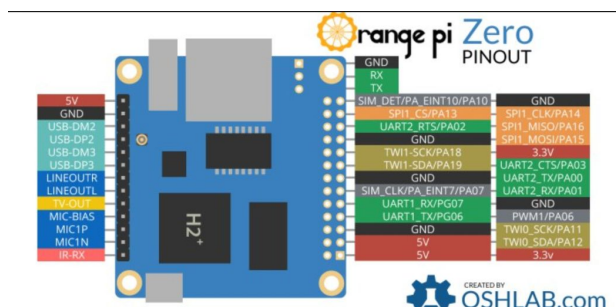 Orange pi Zero
PINOUT
GND
RX
TX
5V
GND
USB-DM2
USB-DP2
USB-DM3
USB-DP3
LINEOUTR
LINEOUTL
TV-OUT
MIC-BIAS
MIC1P
MIC1N
IR-RX
H2+
SIM_DET/PA_EINT10/PA10 GND
SPI1_CS/PA13 SPI1_CLK/PA14
UART2_RTS/PA02 SPI1_MISO/PA16
GND SPI1_MOSI/PA15
TWI1-SCK/PA18 3.3v
TWI1-SDA/PA19 UART2_CTS/PA03
GND UART2_TX/PA00
SIM_CLK/PA_EINT7/PA07 UART2_RX/PA01
UART1_RX/PG07 GND
UART1_TX/PG06 PWM1/PA06
GND TWI0_SCK/PA11
5V TWI0_SDA/PA12
5V 3.3v
CREATED BY
OSHLAB.com